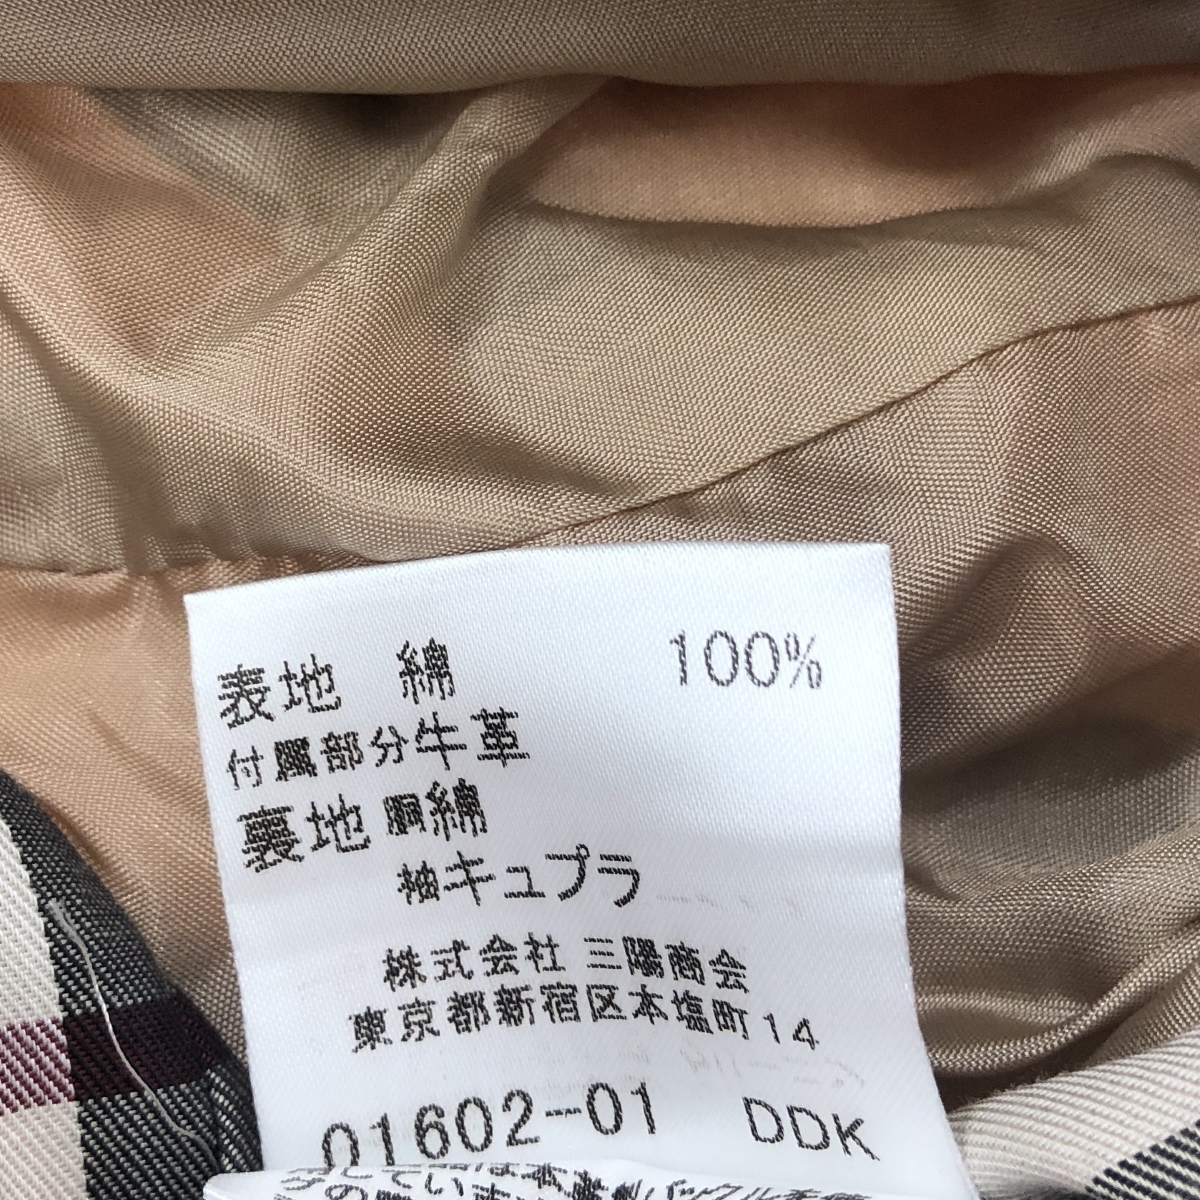 表地 綿 100%
付属部分牛革
裏地 胴綿
袖キュプラ
株式会社 三陽商会
東京都新宿区本塩町14
01602-01 DDK